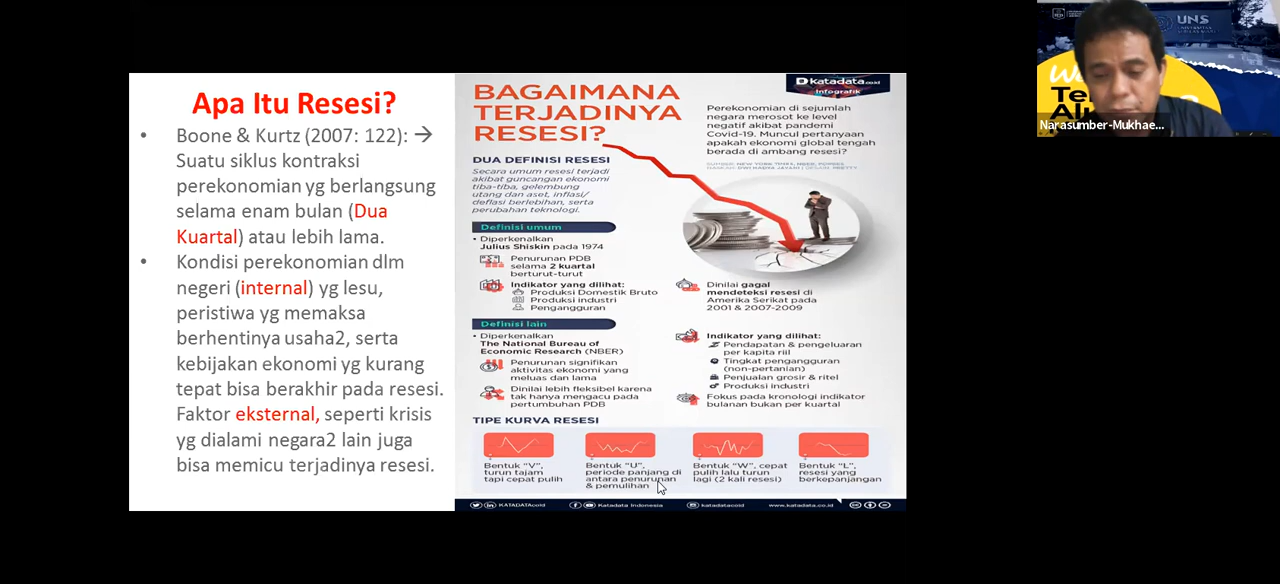 Apa Itu Resesi?
• Boone & Kurtz (2007: 122): →
Suatu siklus kontraksi
perekonomian yg berlangsung
selama enam bulan (Dua
Kuartal) atau lebih lama.
• Kondisi perekonomian dlm
negeri (internal) yg lesu,
peristiwa yg memaksa
berhentinya usaha2, serta
kebijakan ekonomi yg kurang
tepat bisa berakhir pada resesi.
Faktor eksternal, seperti krisis
yg dialami negara2 lain juga
bisa memicu terjadinya resesi.
BAGAIMANA
TERJADINYA
RESESI?
katadata.co.id
Infografik
Perekonomian di sejumlah
negara merosot ke level
negatif akibat pandemi
Covid-19. Muncul pertanyaan
apakah ekonomi global tengah
berada di ambang resesi?
DUA DEFINISI RESESI
Secara umum resesi terjadi
akibat guncangan ekonomi
tiba-tiba, gelembung
utang dan aset, inflasi/
deflasi berlebihan, serta
perubahan teknologi.
Definisi umum
• Diperkenalkan
Julius Shiskin pada 1974
Penurunan PDB
selama 2 kuartal
berturut-turut
Indikator yang dilihat:
Produksi Domestik Bruto
Produksi industri
Pengangguran
Dinilai gagal
mendeteksi resesi di
Amerika Serikat pada
2001 & 2007-2009
Definisi lain
• Diperkenalkan
The National Bureau of
Economic Research (NBER)
Penurunan signifikan
aktivitas ekonomi yang
meluas dan lama
Dinilai lebih fleksibel karena
tak hanya mengacu pada
pertumbuhan PDB
Indikator yang dilihat:
Pendapatan & pengeluaran
per kapita riil
Tingkat pengangguran
(non-pertanian)
Penjualan grosir & ritel
Produksi industri
Fokus pada kronologi indikator
bulanan bukan per kuartal
TIPE KURVA RESESI
Bentuk "V",
turun tajam
tapi cepat pulih
Bentuk "U",
periode panjang di
antara penurunan
& pemulihan
Bentuk "W", cepat
pulih lalu turun
lagi (2 kali resesi)
Bentuk "L",
resesi yang
berkepanjangan
KATADATAcoid
Katadata Indonesia
katadatacoid
www.katadata.co.id
UNS
Narasumber-Mukhae...